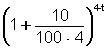 (1 + 10/(100 · 4))^4t